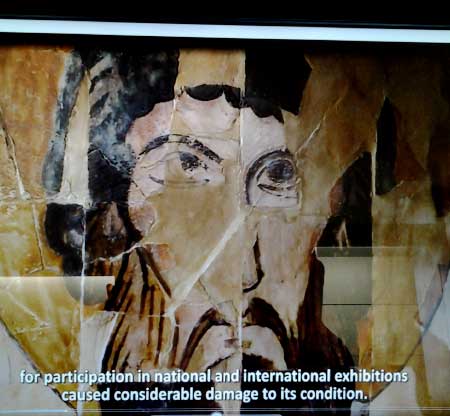 for participation in national and international exhibitions
caused considerable damage to its condition.